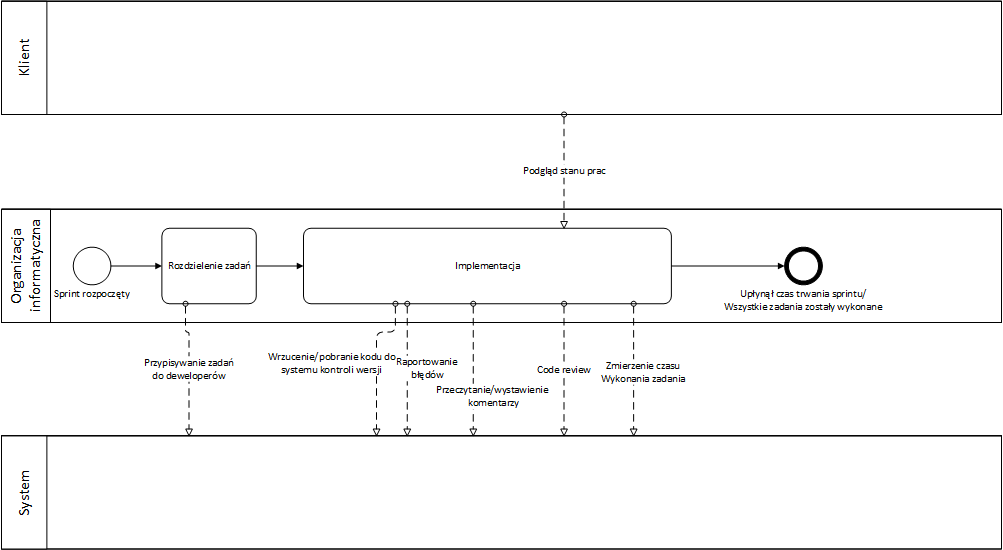 Klient
Podgląd stanu prac
Organizacja
informatyczna
Sprint rozpoczęty
Rozdzielenie zadań
Implementacja
Upłynął czas trwania sprintu/
Wszystkie zadania zostały wykonane
Przypisywanie zadań
do deweloperów
Wrzucenie/pobranie kodu do
systemu kontroli wersji
Raportowanie
błędów
Przeczytanie/wystawienie
komentarzy
Code review
Zmierzenie czasu
Wykonania zadania
System